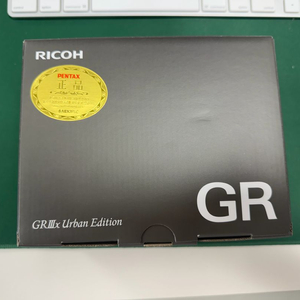 RICOH
PENTAX
正品
GR
GRⅢx Urban Edition